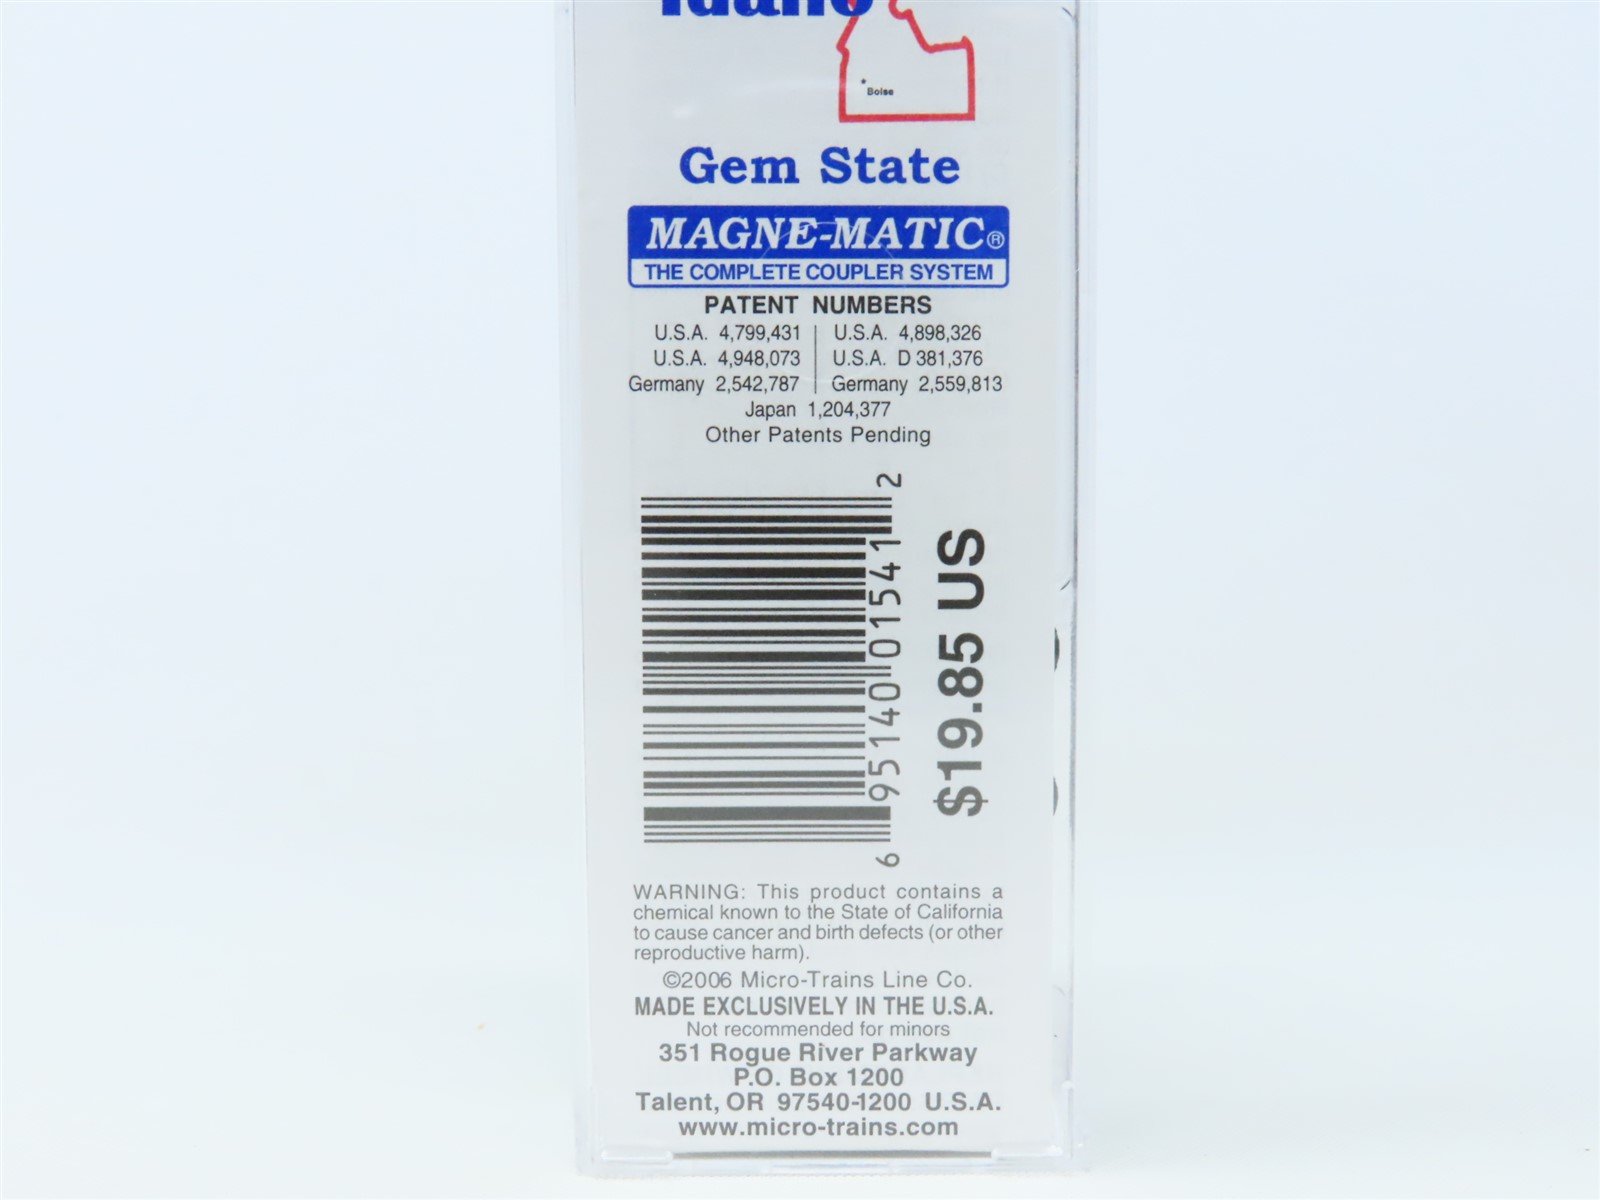 Idaho
Boise
Gem State
MAGNE-MATIC®
THE COMPLETE COUPLER SYSTEM
PATENT NUMBERS
U.S.A. 4,799,431 | U.S.A. 4,898,326
U.S.A. 4,948,073 | U.S.A. D 381,376
Germany 2,542,787 | Germany 2,559,813
Japan 1,204,377
Other Patents Pending
6 95140 01541 2
$19.85 US
WARNING: This product contains a
chemical known to the State of California
to cause cancer and birth defects (or other
reproductive harm).
©2006 Micro-Trains Line Co.
MADE EXCLUSIVELY IN THE U.S.A.
Not recommended for minors
351 Rogue River Parkway
P.O. Box 1200
Talent, OR 97540-1200 U.S.A.
www.micro-trains.com